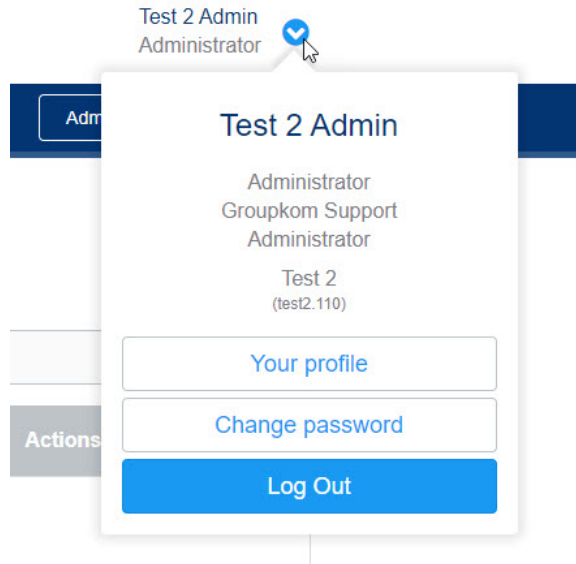 Test 2 Admin
Administrator
Adm
Test 2 Admin
Administrator
Groupkom Support
Administrator
Test 2
(test2.110)
Your profile
Change password
Actions
Log Out